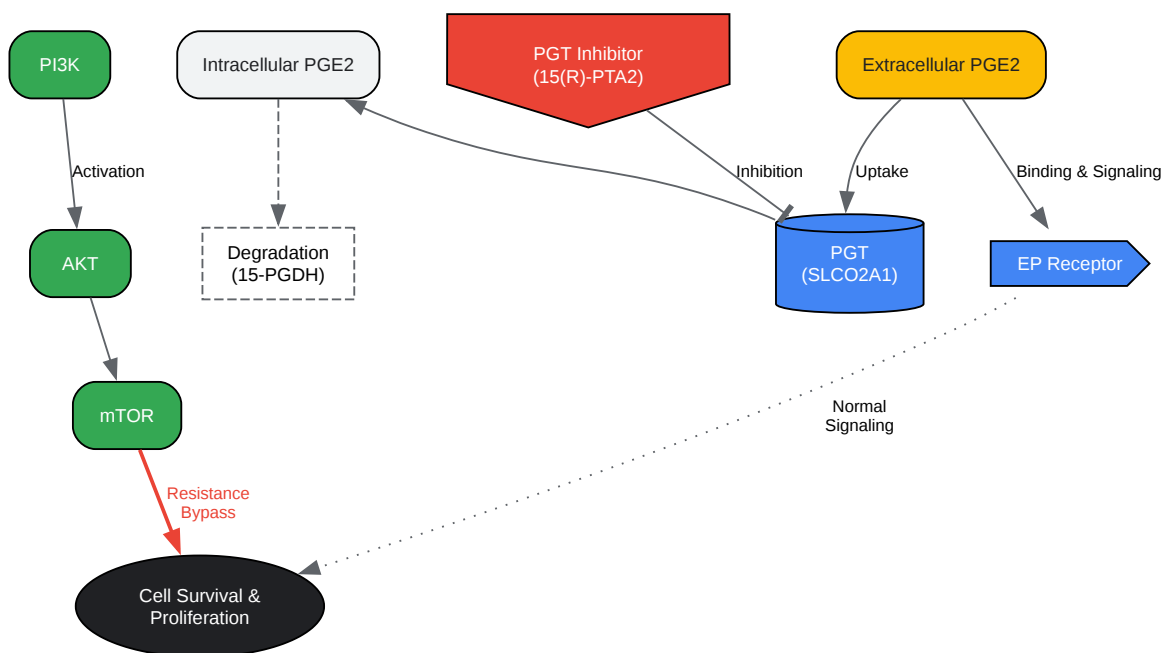 PI3K
Intracellular PGE2
PGT Inhibitor
(15(R)-PTA2)
Extracellular PGE2
Activation
Inhibition
Uptake
Binding & Signaling
AKT
Degradation
(15-PGDH)
PGT
(SLCO2A1)
EP Receptor
mTOR
Normal
Signaling
Resistance
Bypass
Cell Survival &
Proliferation